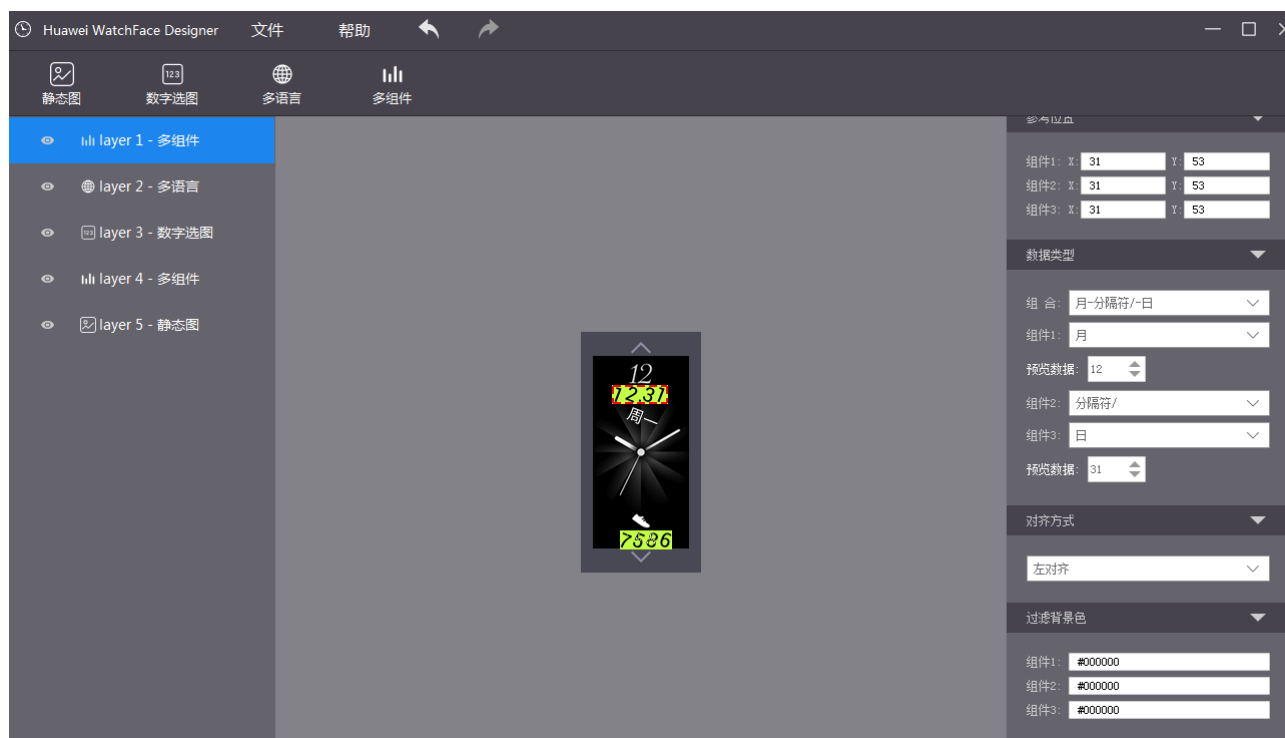 Huawei WatchFace Designer 文件 帮助
静态图 数字选图 多语言 多组件
layer 1 - 多组件
layer 2 - 多语言
layer 3 - 数字选图
layer 4 - 多组件
layer 5 - 静态图
12
12.31
周一
7586
参考位置
组件1: X: 31 Y: 53
组件2: X: 31 Y: 53
组件3: X: 31 Y: 53
数据类型
组 合: 月-分隔符/-日
组件1: 月
预览数据: 12
组件2: 分隔符/
组件3: 日
预览数据: 31
对齐方式
左对齐
过滤背景色
组件1: #000000
组件2: #000000
组件3: #000000